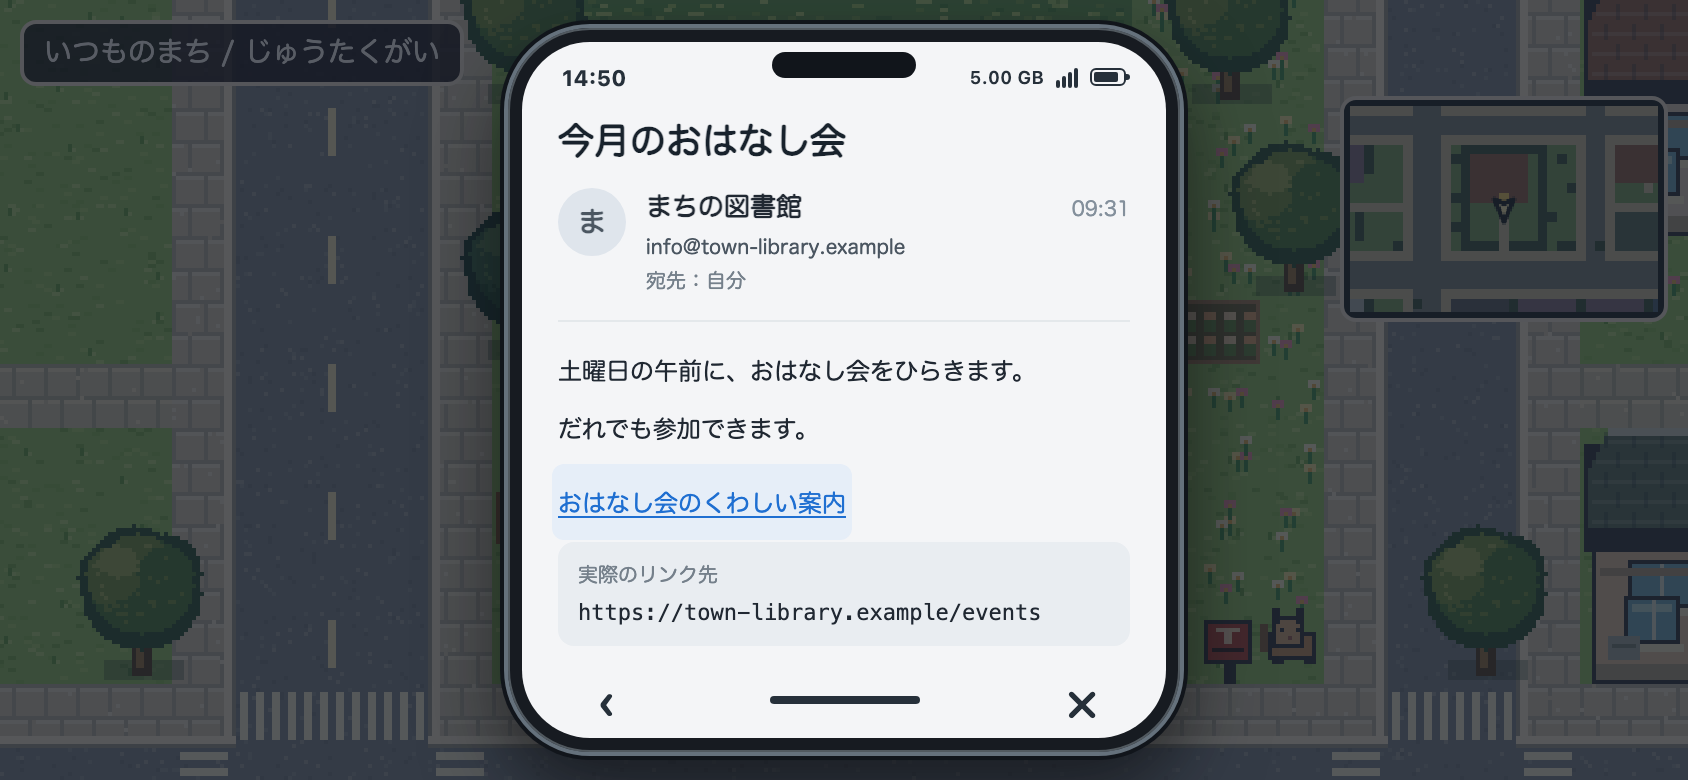 いつものまち / じゅうたくがい
14:50
5.00 GB
今月のおはなし会
ま
まちの図書館
09:31
info@town-library.example
宛先：自分
土曜日の午前に、おはなし会をひらきます。
だれでも参加できます。
おはなし会のくわしい案内
実際のリンク先
https://town-library.example/events